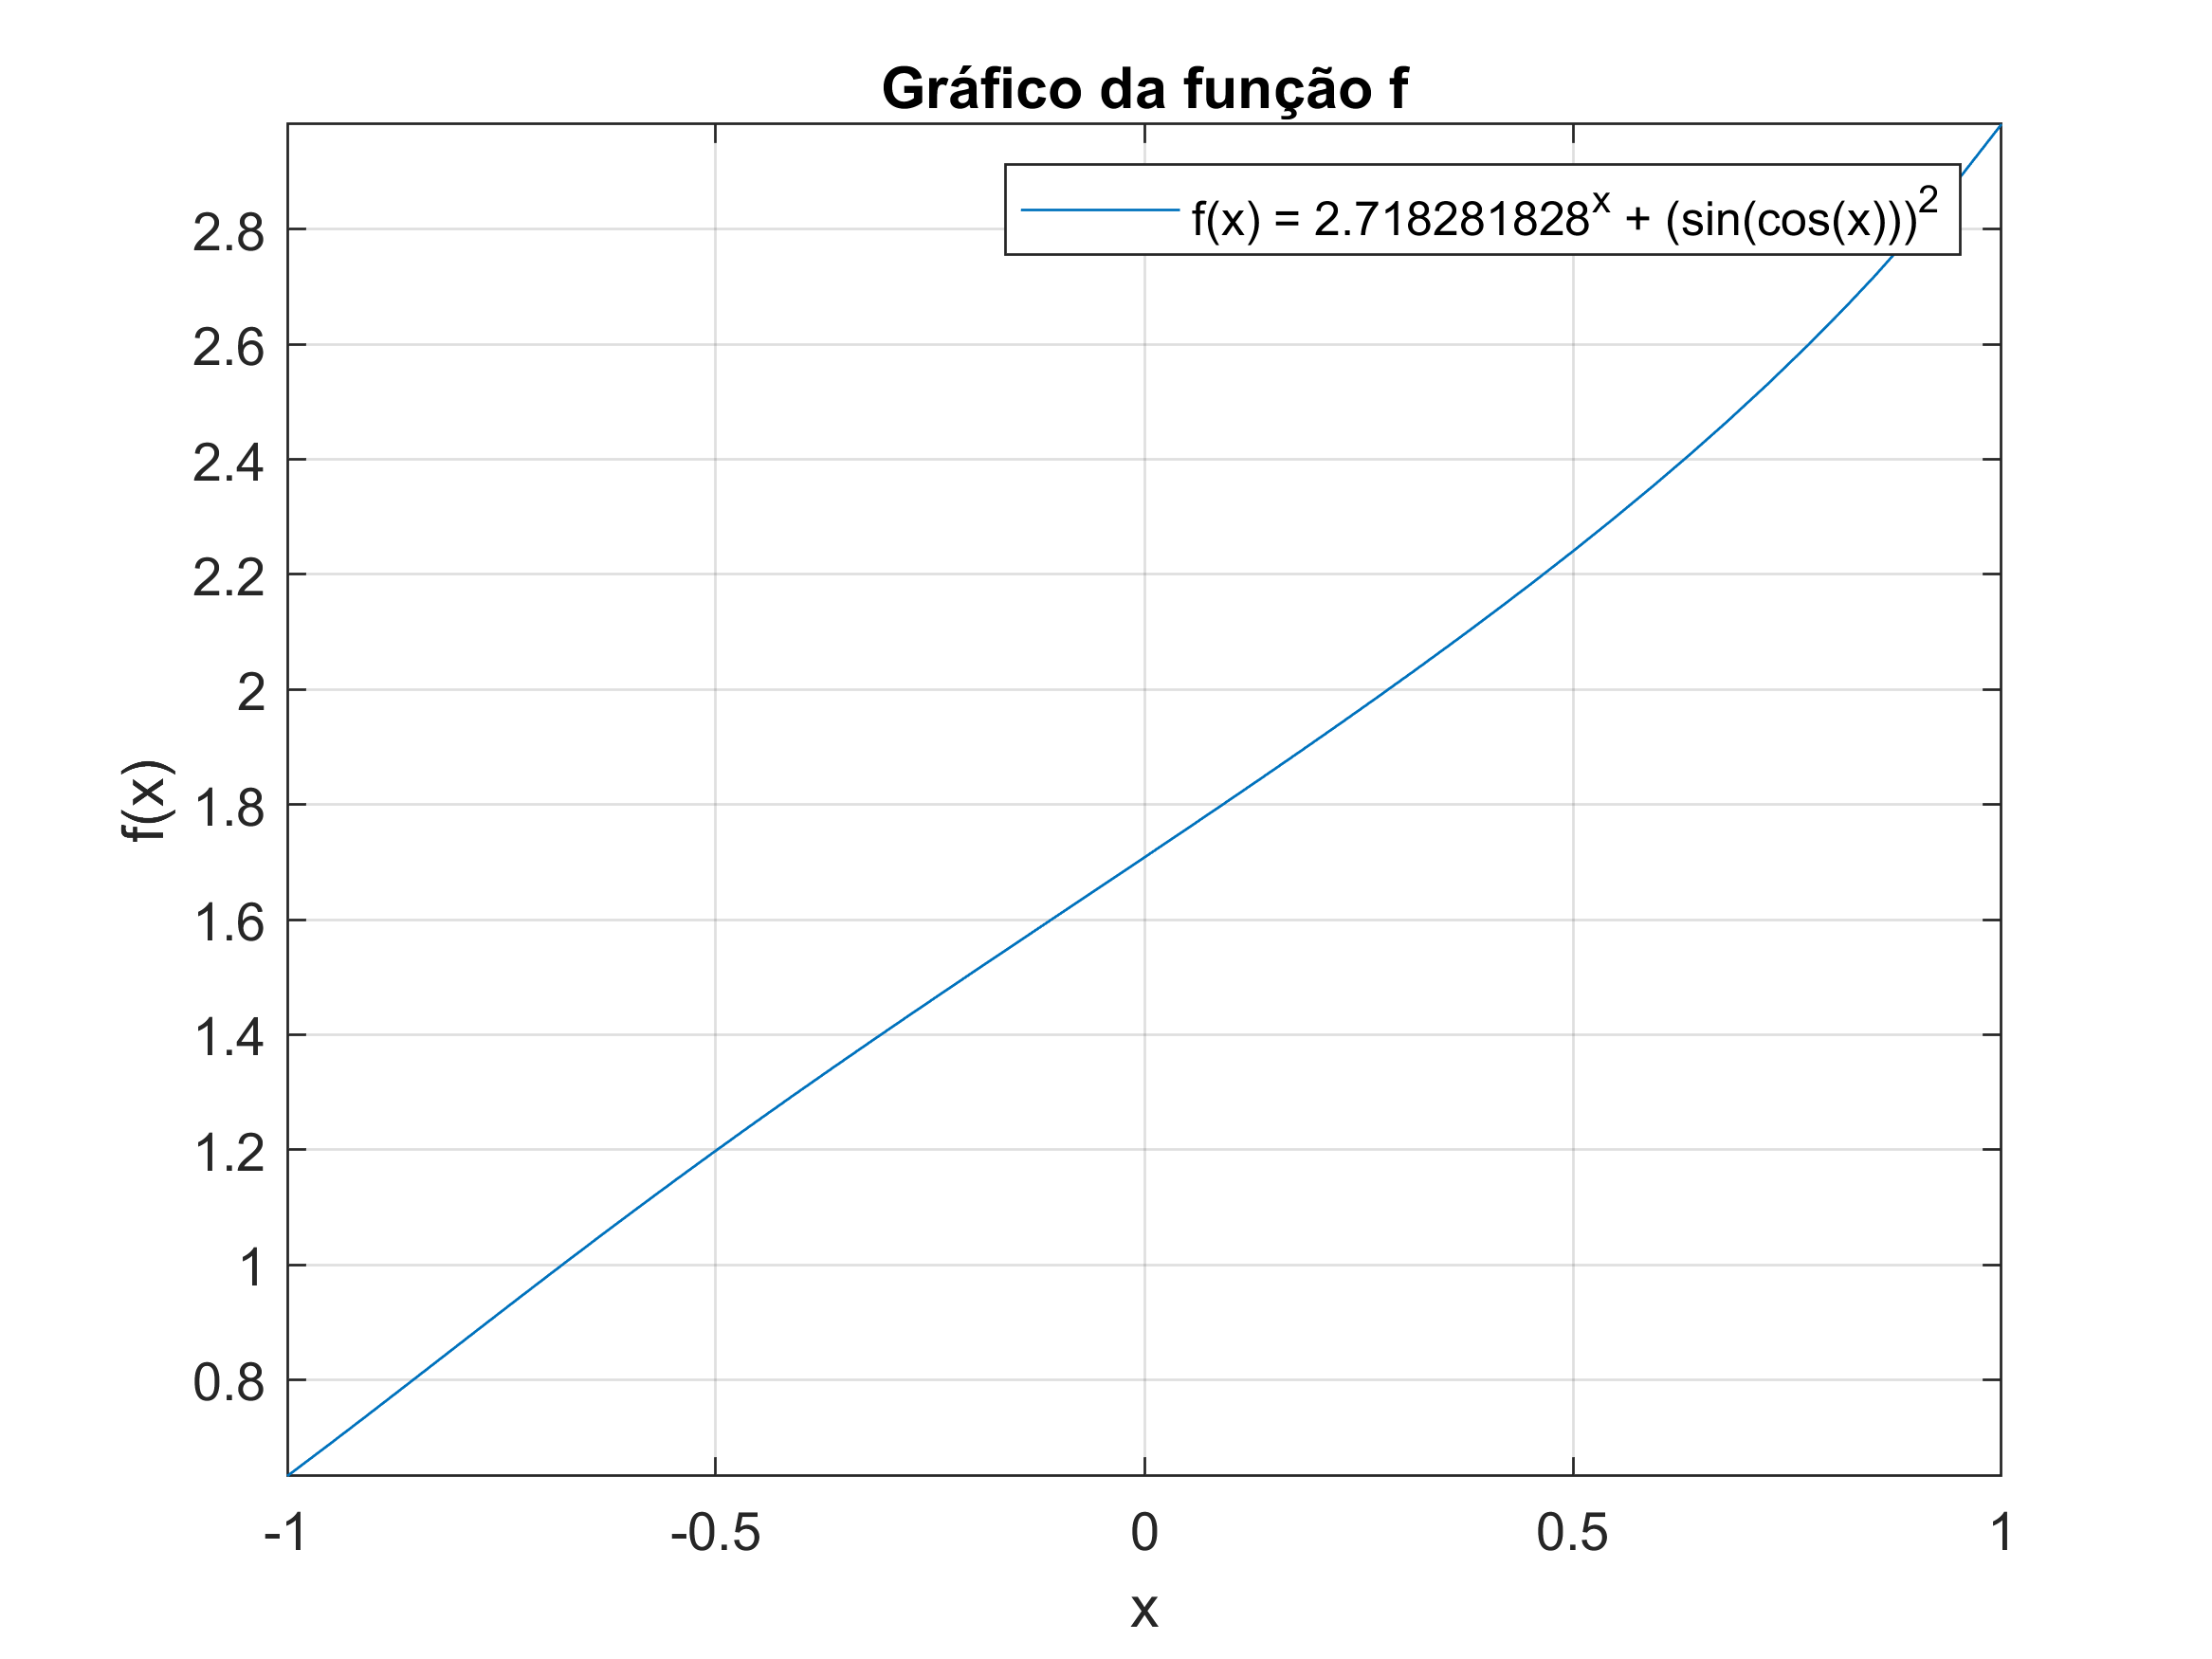 Gráfico da função f
f(x) = 2.718281828^x + (sin(cos(x)))^2
2.8
2.6
2.4
2.2
2
1.8
1.6
1.4
1.2
1
0.8
f(x)
-1 -0.5 0 0.5 1
x